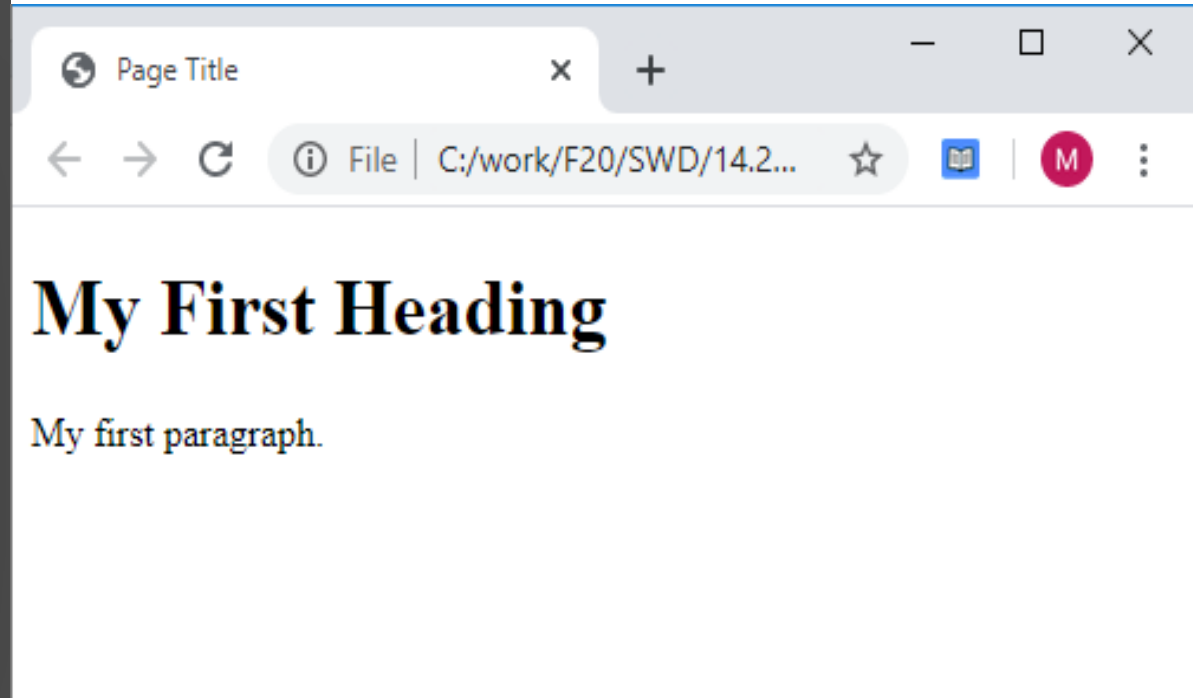 Page Title
File C:/work/F20/SWD/14.2... M
My First Heading
My first paragraph.